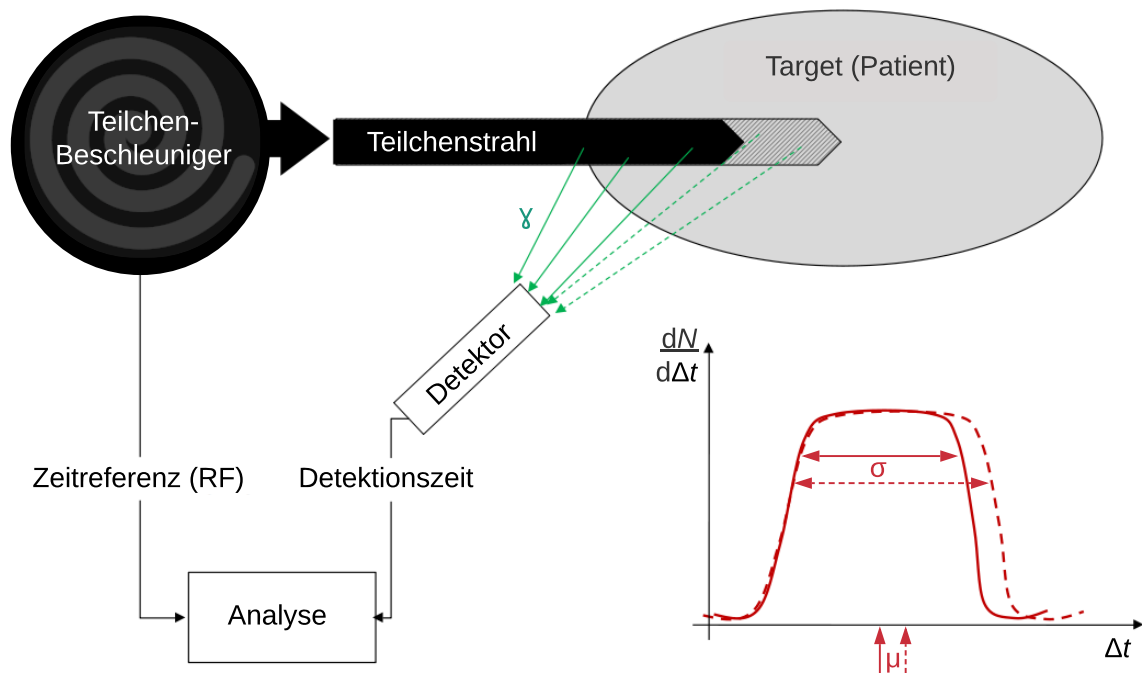 Teilchen-
Beschleuniger
Teilchenstrahl
Target (Patient)
ɣ
Detektor
Zeitreferenz (RF)
Detektionszeit
Analyse
dN
dΔt
σ
μ
Δt